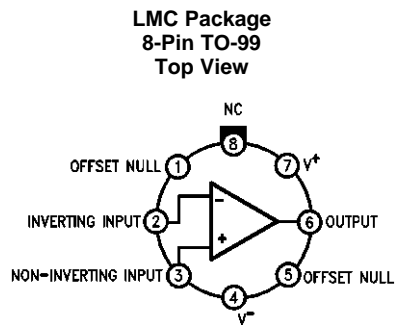 LMC Package
8-Pin TO-99
Top View
NC
8
OFFSET NULL 1
7 V+
INVERTING INPUT 2
-
6 OUTPUT
+
NON-INVERTING INPUT 3
5 OFFSET NULL
4
V-